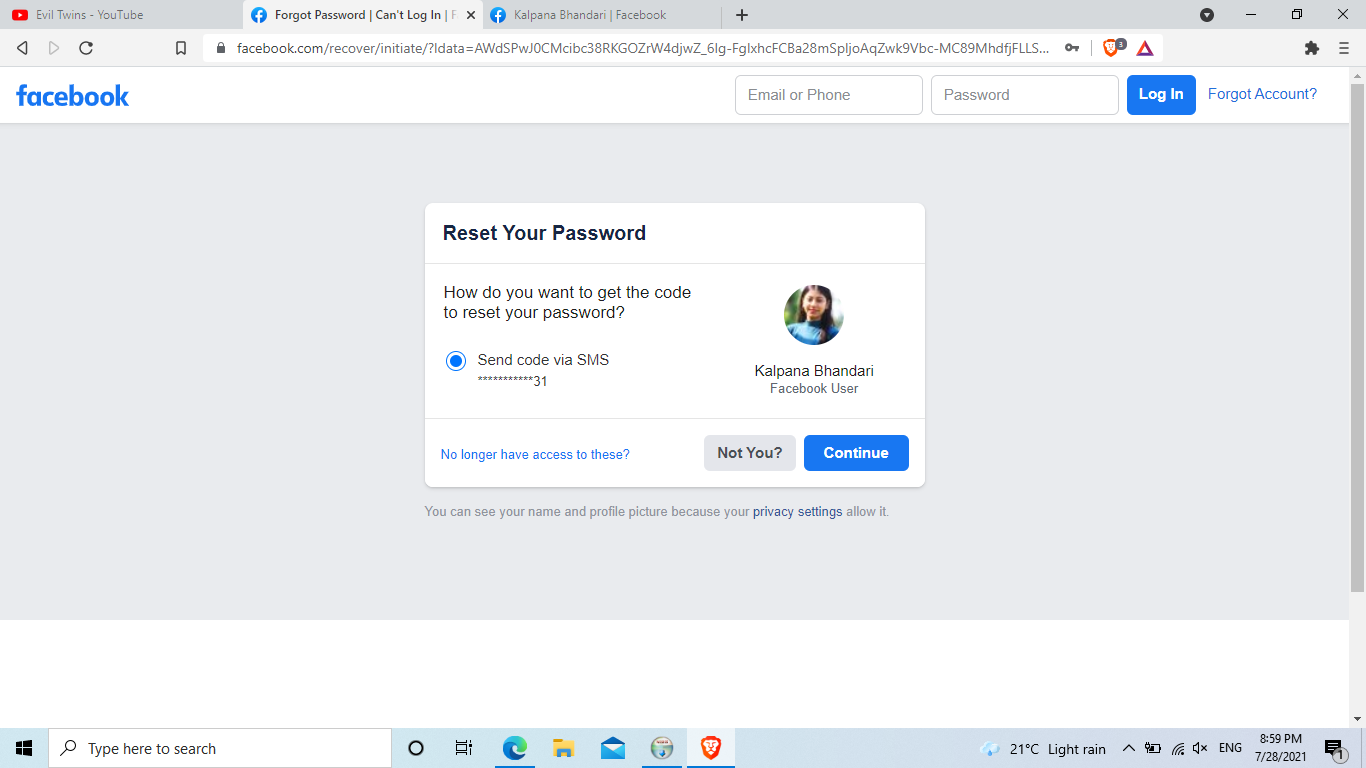 Evil Twins - YouTube
Forgot Password | Can't Log In | F
Kalpana Bhandari | Facebook
facebook.com/recover/initiate/?ldata=AWdSPwJ0CMcibc38RKGOZrW4djwZ_6lg-FglxhcFCBa28mSpljoAqZwk9Vbc-MC89MhdfjFLLS...
3
facebook
Email or Phone
Password
Log In
Forgot Account?
Reset Your Password
How do you want to get the code
to reset your password?
Send code via SMS
***********31
Kalpana Bhandari
Facebook User
No longer have access to these?
Not You?
Continue
You can see your name and profile picture because your privacy settings allow it.
Type here to search
21°C Light rain
ENG
8:59 PM
7/28/2021
1